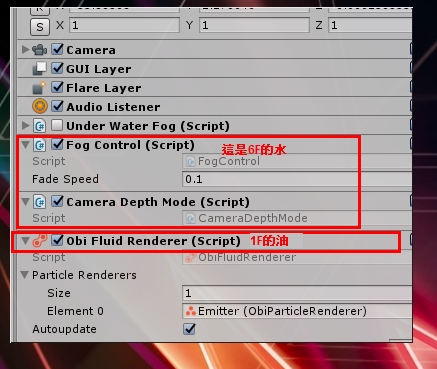 S X 1 Y 1 Z 1
Camera
GUI Layer
Flare Layer
Audio Listener
Under Water Fog (Script)
Fog Control (Script) 這是6F的水
Script FogControl
Fade Speed 0.1
Camera Depth Mode (Script)
Script CameraDepthMode
Obi Fluid Renderer (Script) 1F的油
Script ObiFluidRenderer
Particle Renderers
Size 1
Element 0 Emitter (ObiParticleRenderer)
Autoupdate